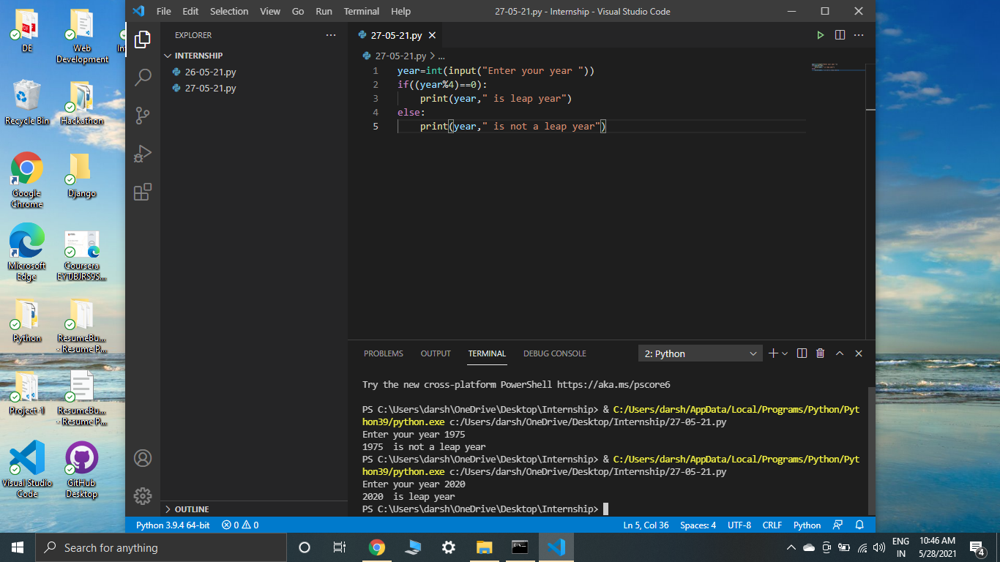 DE
Web Development
Recycle Bin
Hackathon
Google Chrome
Django
Microsoft Edge
Coursera EYTJBJRS9S...
Python
ResumeBu... - Resume P...
Project-1
ResumeBu... - Resume P...
Visual Studio Code
GitHub Desktop
File Edit Selection View Go Run Terminal Help
27-05-21.py - Internship - Visual Studio Code
EXPLORER
INTERNSHIP
26-05-21.py
27-05-21.py
OUTLINE
27-05-21.py
27-05-21.py > ...
1 year=int(input("Enter your year "))
2 if((year%4)==0):
3 print(year," is leap year")
4 else:
5 print(year," is not a leap year")
PROBLEMS OUTPUT TERMINAL DEBUG CONSOLE
2: Python
Try the new cross-platform PowerShell https://aka.ms/pscore6
PS C:\Users\darsh\OneDrive\Desktop\Internship> & C:/Users/darsh/AppData/Local/Programs/Python/Pyt
hon39/python.exe c:/Users/darsh/OneDrive/Desktop/Internship/27-05-21.py
Enter your year 1975
1975  is not a leap year
PS C:\Users\darsh\OneDrive\Desktop\Internship> & C:/Users/darsh/AppData/Local/Programs/Python/Pyt
hon39/python.exe c:/Users/darsh/OneDrive/Desktop/Internship/27-05-21.py
Enter your year 2020
2020  is leap year
PS C:\Users\darsh\OneDrive\Desktop\Internship>
Python 3.9.4 64-bit 0 0 Ln 5, Col 36 Spaces: 4 UTF-8 CRLF Python
Search for anything
ENG
IN
10:46 AM
5/28/2021
4